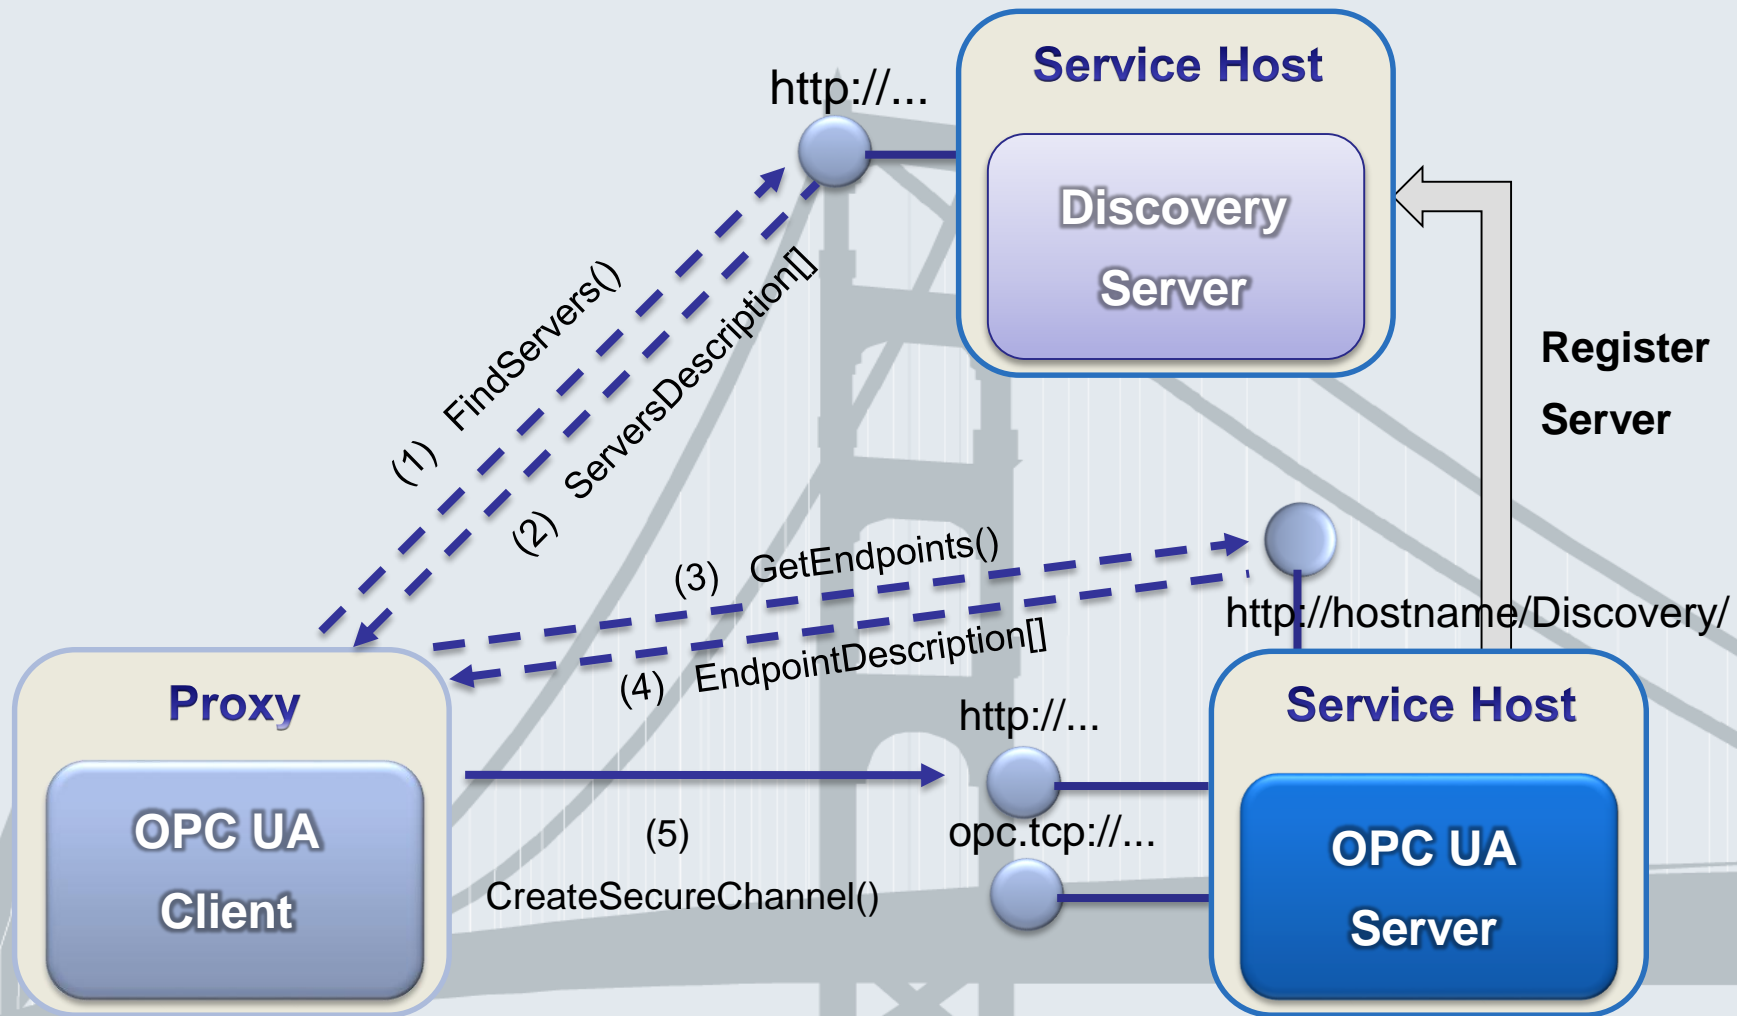 Service Host
http://...
Discovery
Server
Register
Server
(1) FindServers()
(2) ServersDescription[]
(3) GetEndpoints()
http://hostname/Discovery/
(4) EndpointDescription[]
Proxy
OPC UA
Client
http://...
(5)
opc.tcp://...
CreateSecureChannel()
Service Host
OPC UA
Server